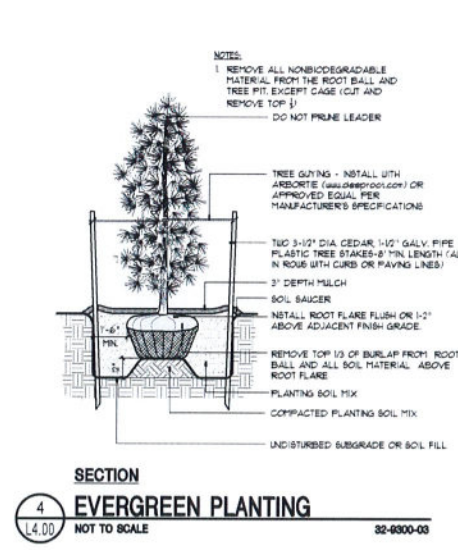 NOTES:
1. REMOVE ALL NONBIODEGRADABLE
MATERIAL FROM THE ROOT BALL AND
TREE PIT, EXCEPT CAGE (CUT AND
REMOVE TOP
DO NOT PRUNE LEADER
TREE GUYING - INSTALL WITH
ARBORTIE (www.deeproot.com) OR
APPROVED EQUAL PER
MANUFACTURER'S SPECIFICATIONS
TWO 3-1/2" DIA. CEDAR, 1-1/2" GALV. PIPE
PLASTIC TREE STAKES-8' MIN. LENGTH
IN ROWS WITH CURB OR PAVING LINES)
3" DEPTH MULCH
SOIL SAUCER
INSTALL ROOT FLARE FLUSH OR 1-2"
ABOVE ADJACENT FINISH GRADE.
1'-6"
MIN.
REMOVE TOP 1/3 OF BURLAP FROM ROOT
BALL AND ALL SOIL MATERIAL ABOVE
ROOT FLARE
PLANTING SOIL MIX
COMPACTED PLANTING SOIL MIX
UNDISTURBED SUBGRADE OR SOIL FILL
SECTION
4
L4.00
EVERGREEN PLANTING
NOT TO SCALE
32-9300-03